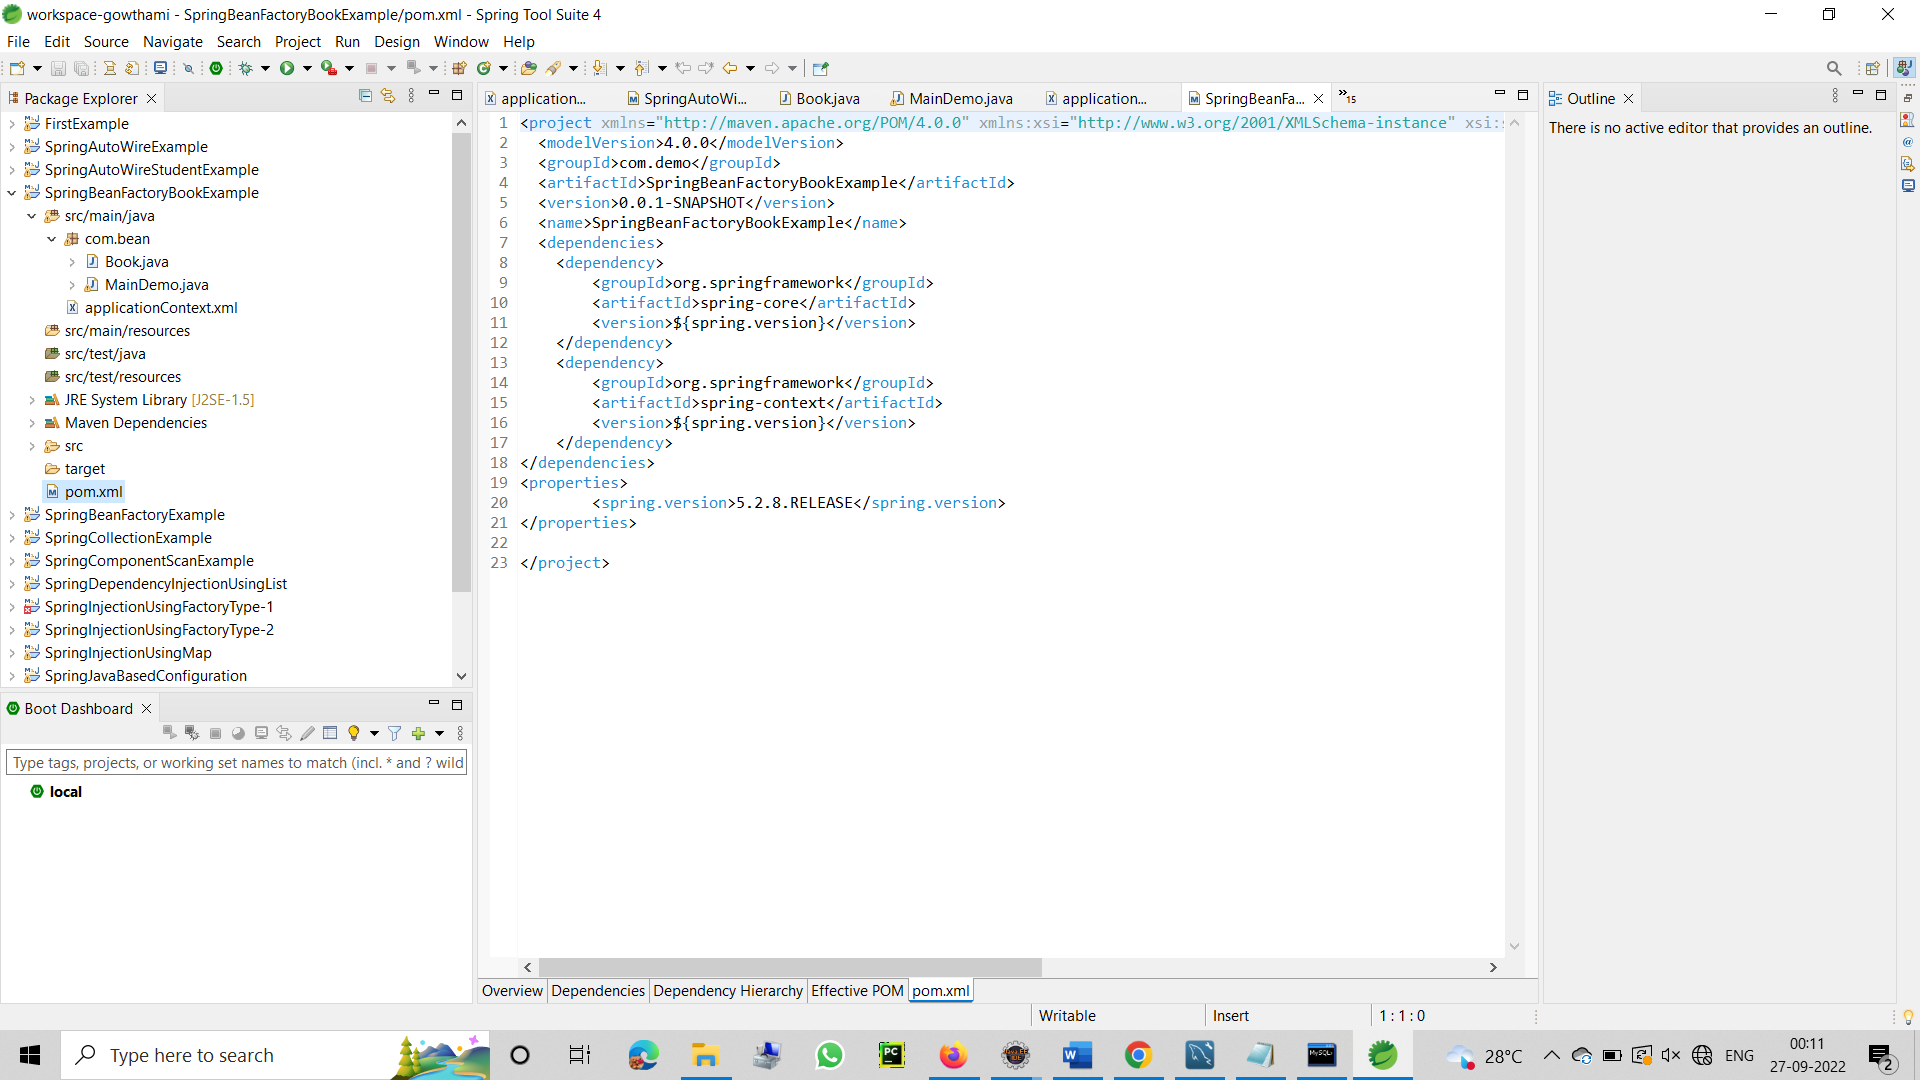 workspace-gowthami - SpringBeanFactoryBookExample/pom.xml - Spring Tool Suite 4
File Edit Source Navigate Search Project Run Design Window Help
Package Explorer
FirstExample
SpringAutoWireExample
SpringAutoWireStudentExample
SpringBeanFactoryBookExample
src/main/java
com.bean
Book.java
MainDemo.java
applicationContext.xml
src/main/resources
src/test/java
src/test/resources
JRE System Library [J2SE-1.5]
Maven Dependencies
src
target
pom.xml
SpringBeanFactoryExample
SpringCollectionExample
SpringComponentScanExample
SpringDependencyInjectionUsingList
SpringInjectionUsingFactoryType-1
SpringInjectionUsingFactoryType-2
SpringInjectionUsingMap
SpringJavaBasedConfiguration
Boot Dashboard
Type tags, projects, or working set names to match (incl. * and ? wild
local
application... SpringAutoWi... Book.java MainDemo.java application... SpringBeanFa... »15
1 <project xmlns="http://maven.apache.org/POM/4.0.0" xmlns:xsi="http://www.w3.org/2001/XMLSchema-instance" xsi:s
2 <modelVersion>4.0.0</modelVersion>
3 <groupId>com.demo</groupId>
4 <artifactId>SpringBeanFactoryBookExample</artifactId>
5 <version>0.0.1-SNAPSHOT</version>
6 <name>SpringBeanFactoryBookExample</name>
7 <dependencies>
8 <dependency>
9 <groupId>org.springframework</groupId>
10 <artifactId>spring-core</artifactId>
11 <version>${spring.version}</version>
12 </dependency>
13 <dependency>
14 <groupId>org.springframework</groupId>
15 <artifactId>spring-context</artifactId>
16 <version>${spring.version}</version>
17 </dependency>
18 </dependencies>
19 <properties>
20 <spring.version>5.2.8.RELEASE</spring.version>
21 </properties>
22
23 </project>
Overview Dependencies Dependency Hierarchy Effective POM pom.xml
Outline
There is no active editor that provides an outline.
Writable Insert 1 : 1 : 0
Type here to search
PC
MySQL
28°C
ENG
00:11
27-09-2022
2